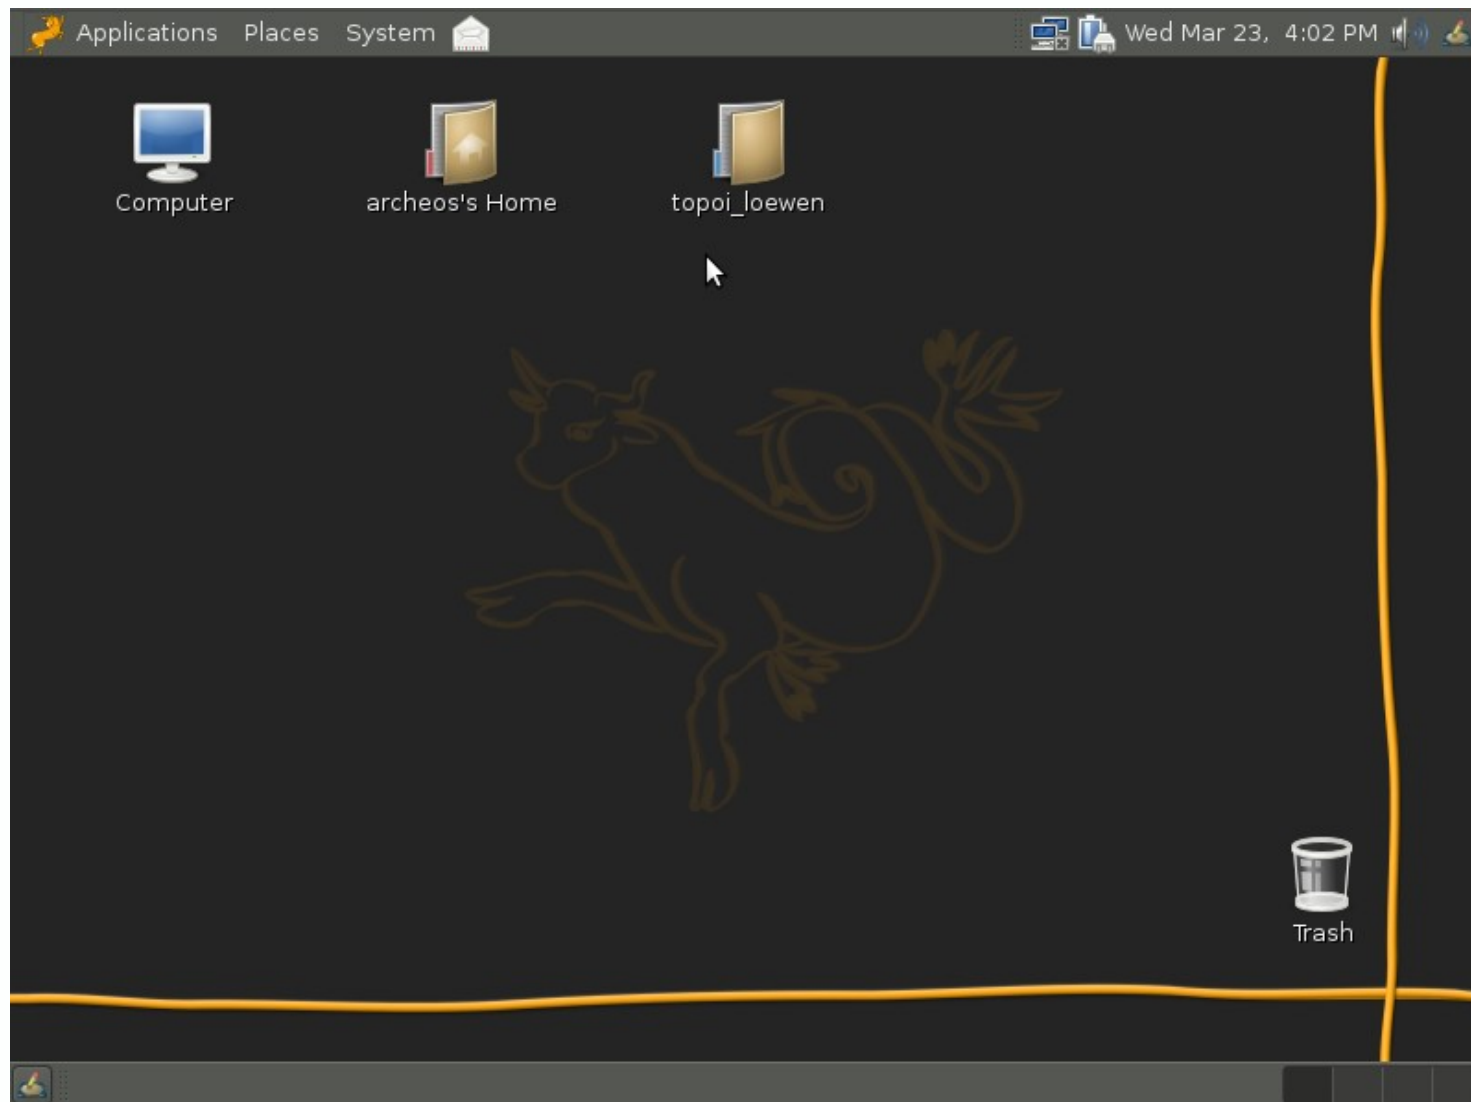 Applications Places System Wed Mar 23, 4:02 PM
Computer archeos's Home topoi_loewen
Trash